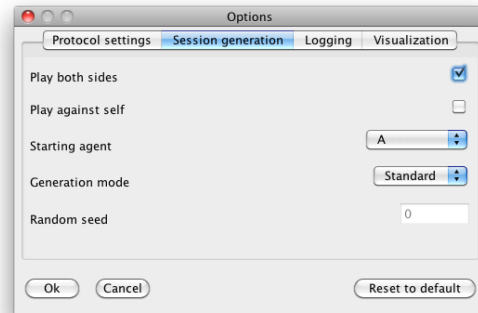 Options
Protocol settings Session generation Logging Visualization
Play both sides
Play against self
Starting agent A
Generation mode Standard
Random seed 0
Ok Cancel Reset to default